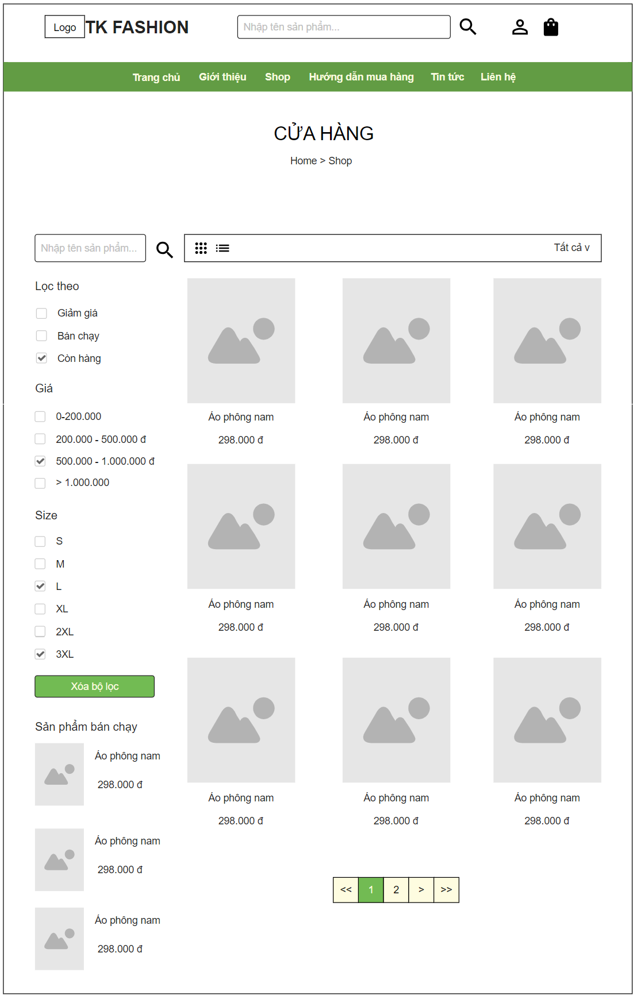 Logo TK FASHION
Nhập tên sản phẩm...
Trang chủ Giới thiệu Shop Hướng dẫn mua hàng Tin tức Liên hệ
CỬA HÀNG
Home > Shop
Nhập tên sản phẩm...
Tất cả v
Lọc theo
Giảm giá
Bán chạy
Còn hàng
Giá
0-200.000
200.000 - 500.000 đ
500.000 - 1.000.000 đ
> 1.000.000
Size
S
M
L
XL
2XL
3XL
Xóa bộ lọc
Sản phẩm bán chạy
Áo phông nam
298.000 đ
Áo phông nam
298.000 đ
Áo phông nam
298.000 đ
Áo phông nam Áo phông nam Áo phông nam
298.000 đ 298.000 đ 298.000 đ
Áo phông nam Áo phông nam Áo phông nam
298.000 đ 298.000 đ 298.000 đ
Áo phông nam Áo phông nam Áo phông nam
298.000 đ 298.000 đ 298.000 đ
<< 1 2 > >>